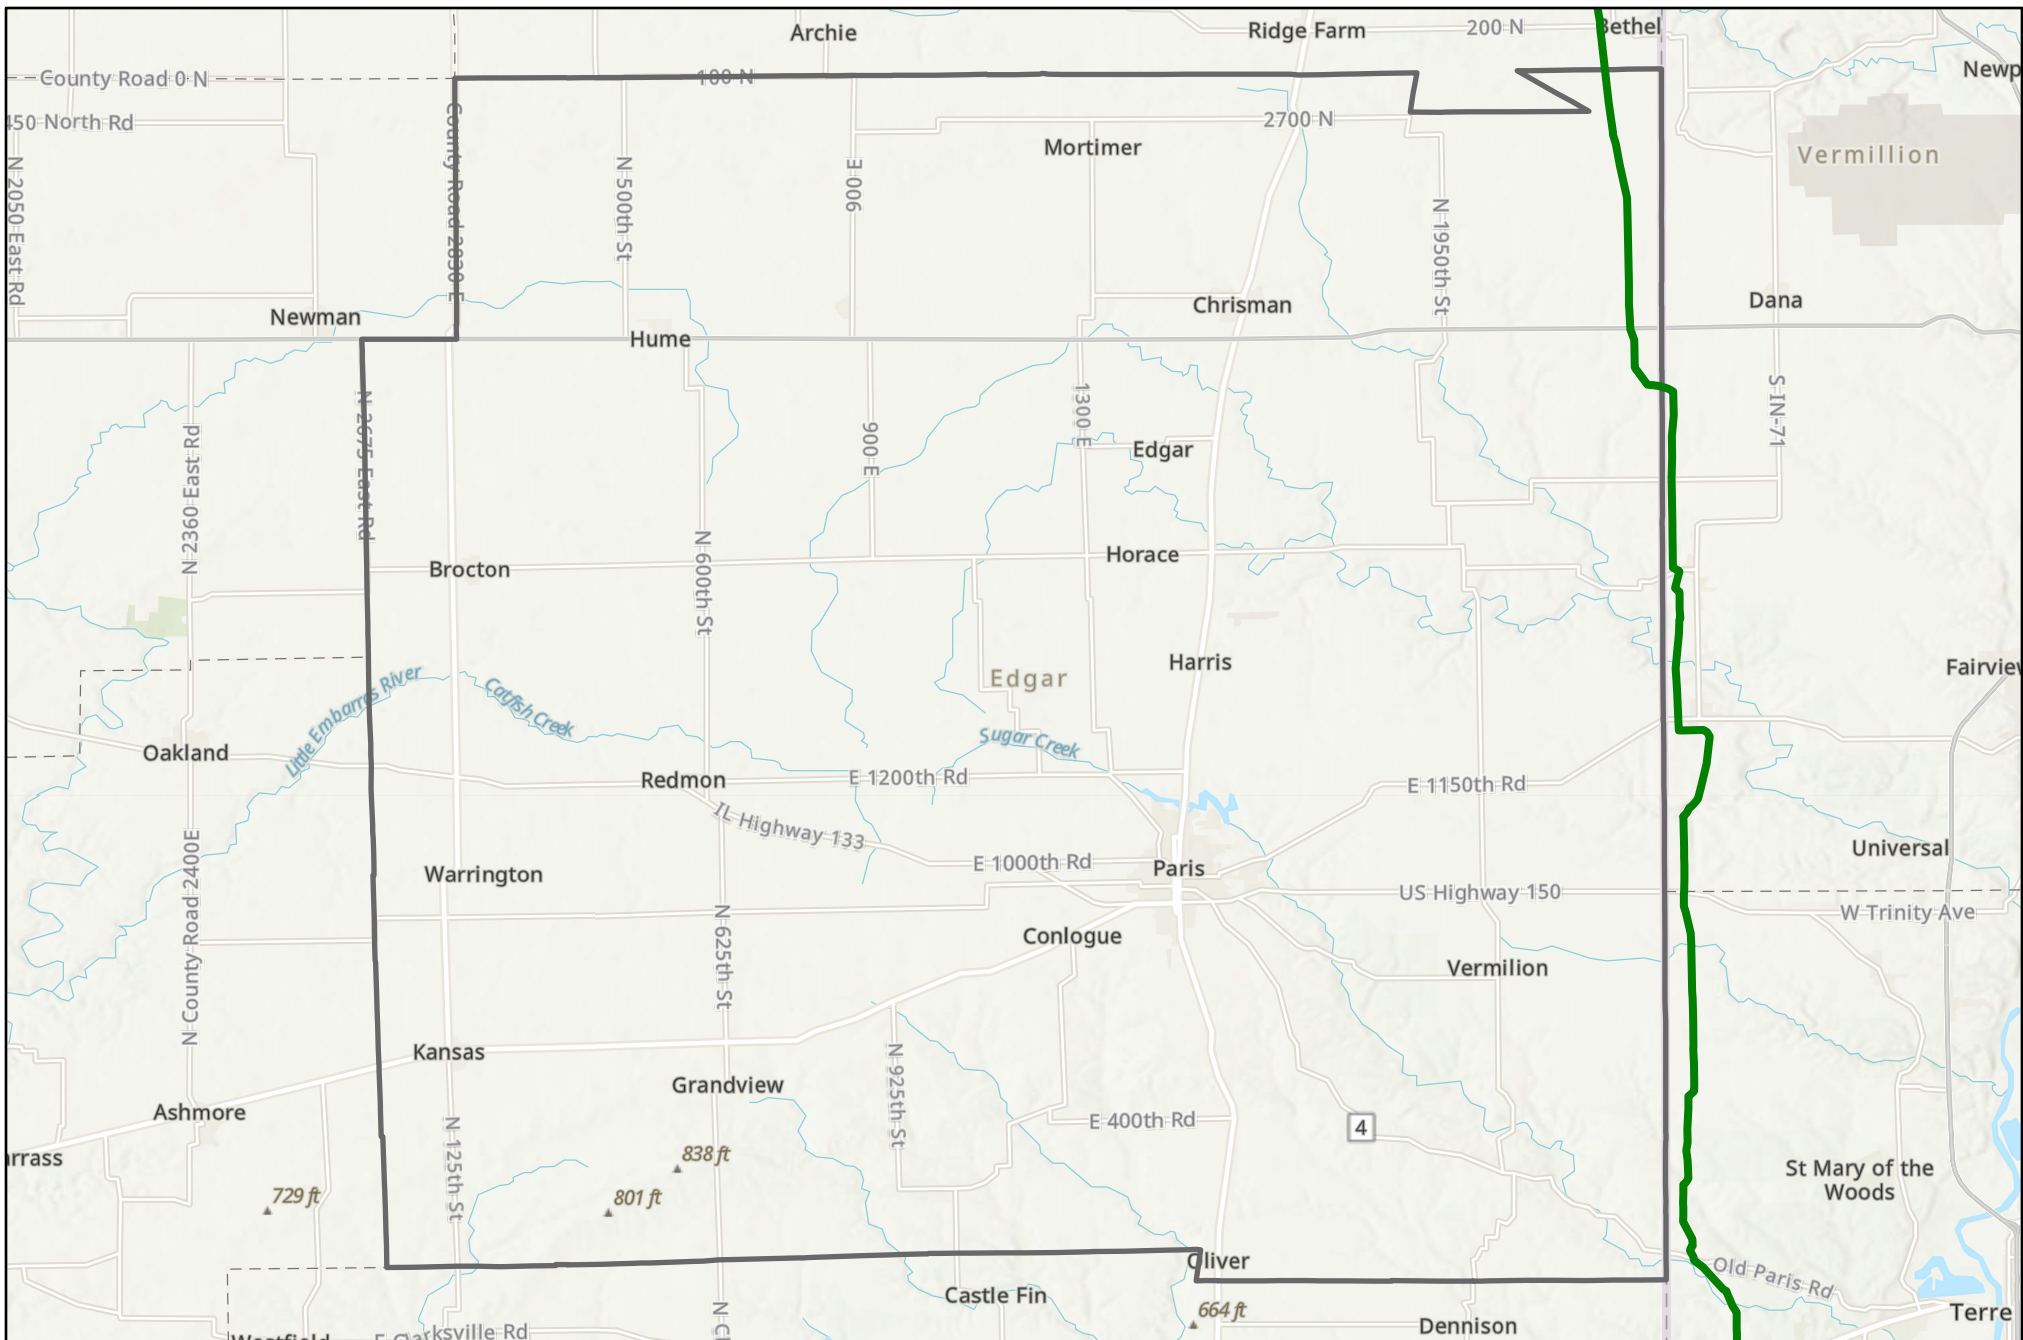 Archie
Ridge Farm
200 N
Bethel
County Road 0 N
100 N
Newp
450 North Rd
2700 N
Mortimer
Vermillion
N 2050 East Rd
County Road 2830 E
N 500th St
900 E
N 1950th St
Newman
Hume
Chrisman
Dana
N 2675 East Rd
1300 E
S IN-71
N 2360 East Rd
900 E
Edgar
Brocton
N 600th St
Horace
Harris
Edgar
Fairview
Little Embarras River
Catfish Creek
Sugar Creek
Oakland
Redmon
E 1200th Rd
E 1150th Rd
IL Highway 133
E 1000th Rd
Paris
Universal
Warrington
US Highway 150
W Trinity Ave
N County Road 2400E
N 625th St
Conlogue
Vermilion
Kansas
Grandview
N 925th St
Ashmore
E 400th Rd
4
N 125th St
arrass
838 ft
801 ft
729 ft
St Mary of the
Woods
Oliver
Old Paris Rd
Castle Fin
664 ft
Terre
Dennison
Westfield
E Clarksville Rd